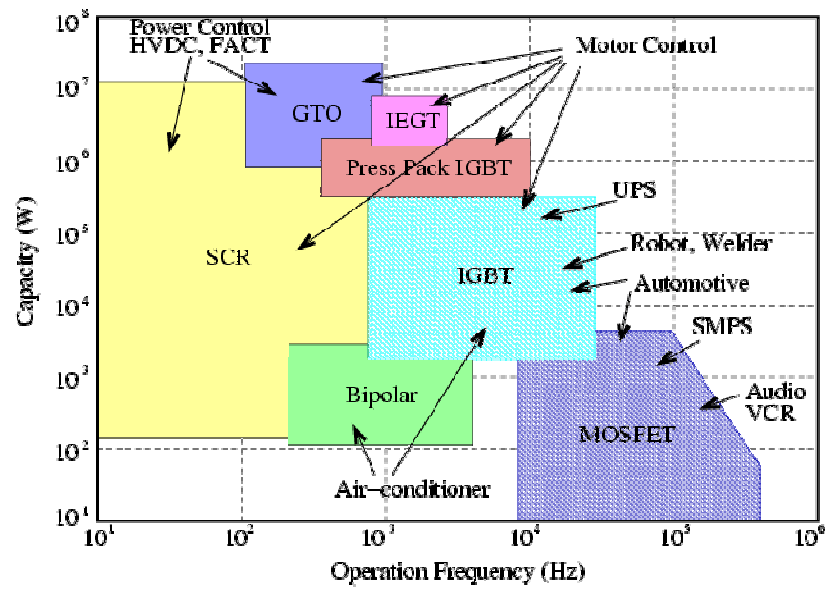 Power Control
HVDC, FACT
Motor Control
GTO
IEGT
Press Pack IGBT
UPS
SCR
IGBT
Robot, Welder
Automotive
SMPS
Bipolar
MOSFET
Audio
VCR
Air-conditioner
Capacity (W)
10⁸
10⁷
10⁶
10⁵
10⁴
10³
10²
10¹
10¹
10²
10³
10⁴
10⁵
10⁶
Operation Frequency (Hz)